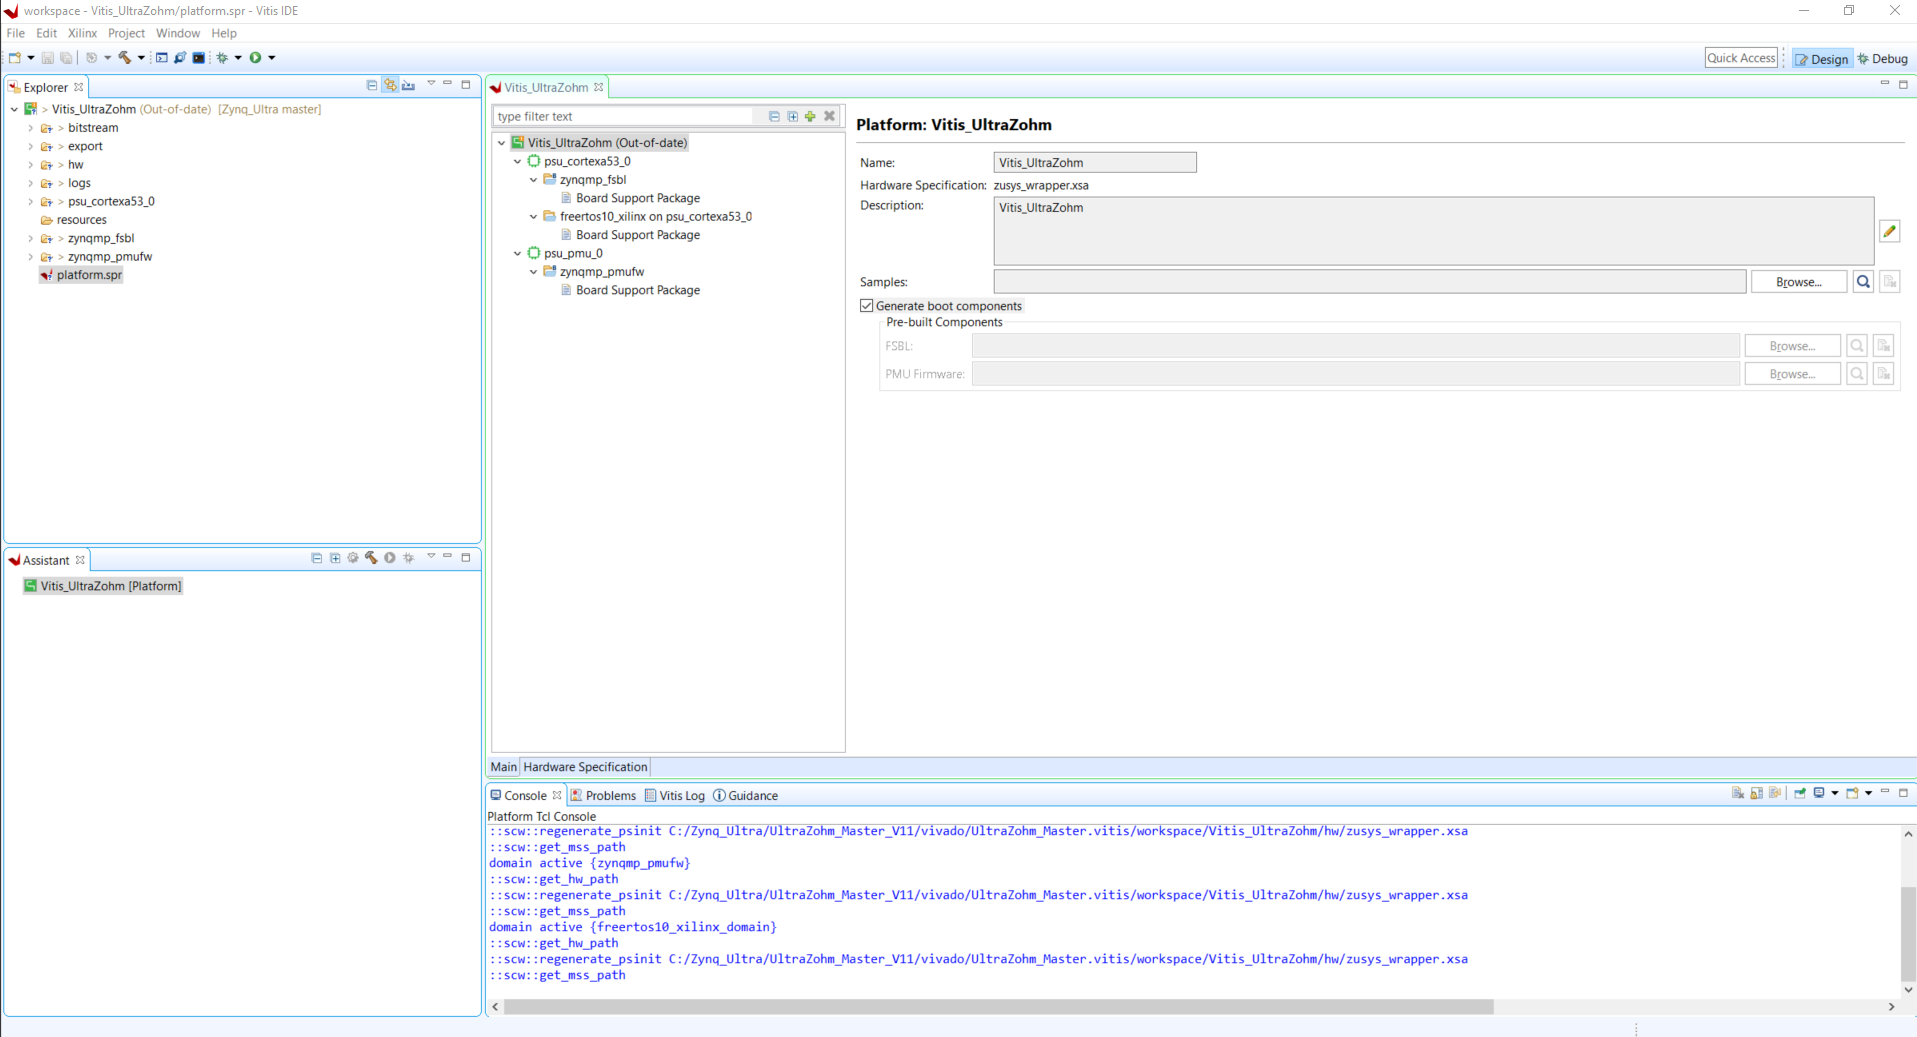 workspace - Vitis_UltraZohm/platform.spr - Vitis IDE
File Edit Xilinx Project Window Help
Quick Access
Design
Debug
Explorer
> Vitis_UltraZohm (Out-of-date) [Zynq_Ultra master]
> bitstream
> export
> hw
> logs
> psu_cortexa53_0
resources
> zynqmp_fsbl
> zynqmp_pmufw
platform.spr
Assistant
Vitis_UltraZohm [Platform]
Vitis_UltraZohm
type filter text
Vitis_UltraZohm (Out-of-date)
psu_cortexa53_0
zynqmp_fsbl
Board Support Package
freertos10_xilinx on psu_cortexa53_0
Board Support Package
psu_pmu_0
zynqmp_pmufw
Board Support Package
Platform: Vitis_UltraZohm
Name: Vitis_UltraZohm
Hardware Specification: zusys_wrapper.xsa
Description: Vitis_UltraZohm
Samples: Browse...
Generate boot components
Pre-built Components
FSBL: Browse...
PMU Firmware: Browse...
Main Hardware Specification
Console Problems Vitis Log Guidance
Platform Tcl Console
::scw::regenerate_psinit C:/Zynq_Ultra/UltraZohm_Master_V11/vivado/UltraZohm_Master.vitis/workspace/Vitis_UltraZohm/hw/zusys_wrapper.xsa
::scw::get_mss_path
domain active {zynqmp_pmufw}
::scw::get_hw_path
::scw::regenerate_psinit C:/Zynq_Ultra/UltraZohm_Master_V11/vivado/UltraZohm_Master.vitis/workspace/Vitis_UltraZohm/hw/zusys_wrapper.xsa
::scw::get_mss_path
domain active {freertos10_xilinx_domain}
::scw::get_hw_path
::scw::regenerate_psinit C:/Zynq_Ultra/UltraZohm_Master_V11/vivado/UltraZohm_Master.vitis/workspace/Vitis_UltraZohm/hw/zusys_wrapper.xsa
::scw::get_mss_path